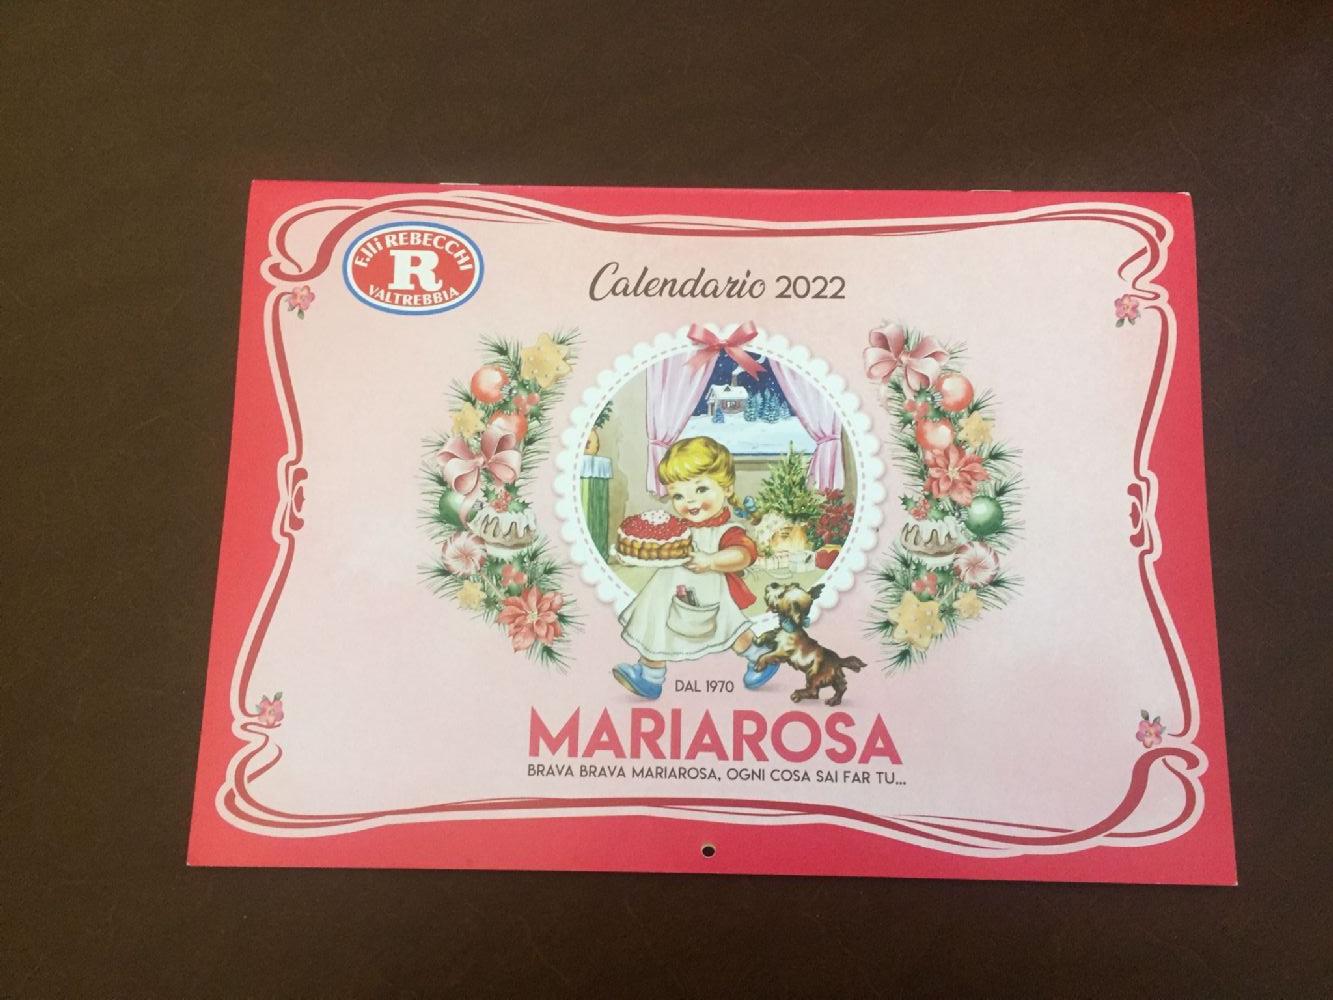 F.lli REBECCHI
R
VALTREBBIA
Calendario 2022
DAL 1970
MARIAROSA
BRAVA BRAVA MARIAROSA, OGNI COSA SAI FAR TU...